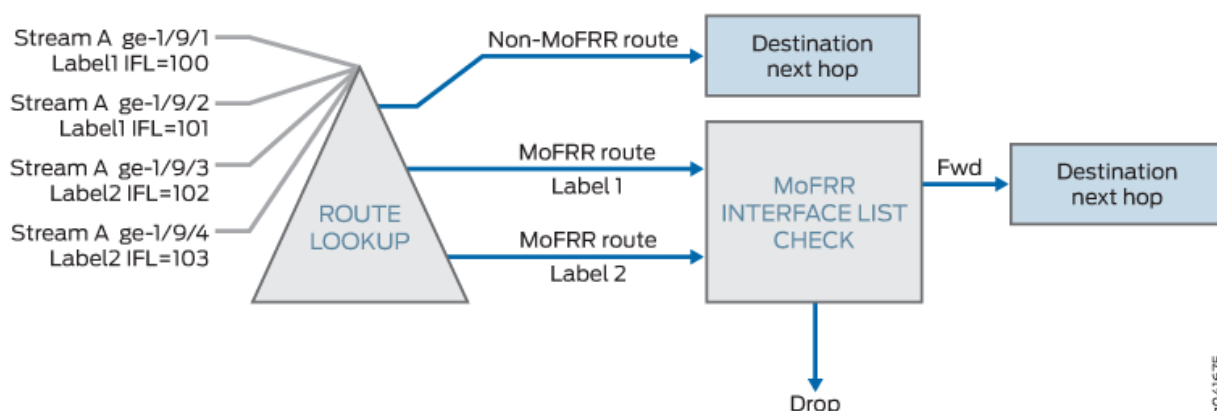 Stream A ge-1/9/1
Label1 IFL=100
Stream A ge-1/9/2
Label1 IFL=101
Stream A ge-1/9/3
Label2 IFL=102
Stream A ge-1/9/4
Label2 IFL=103
ROUTE
LOOKUP
Non-MoFRR route
Destination
next hop
MoFRR route
Label 1
MoFRR route
Label 2
MoFRR
INTERFACE LIST
CHECK
Fwd
Destination
next hop
Drop